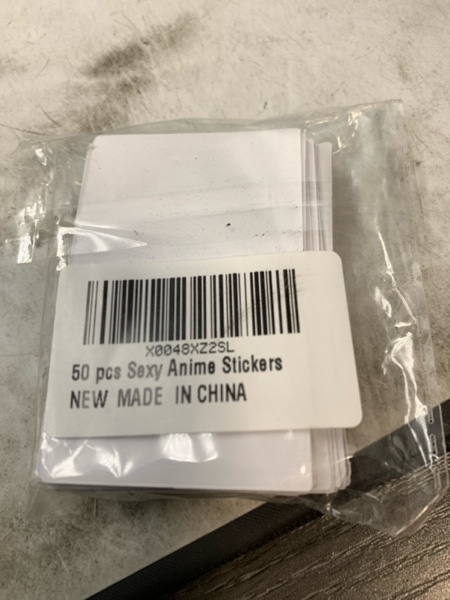 X0048XZ2SL
50 pcs Sexy Anime Stickers
NEW MADE IN CHINA